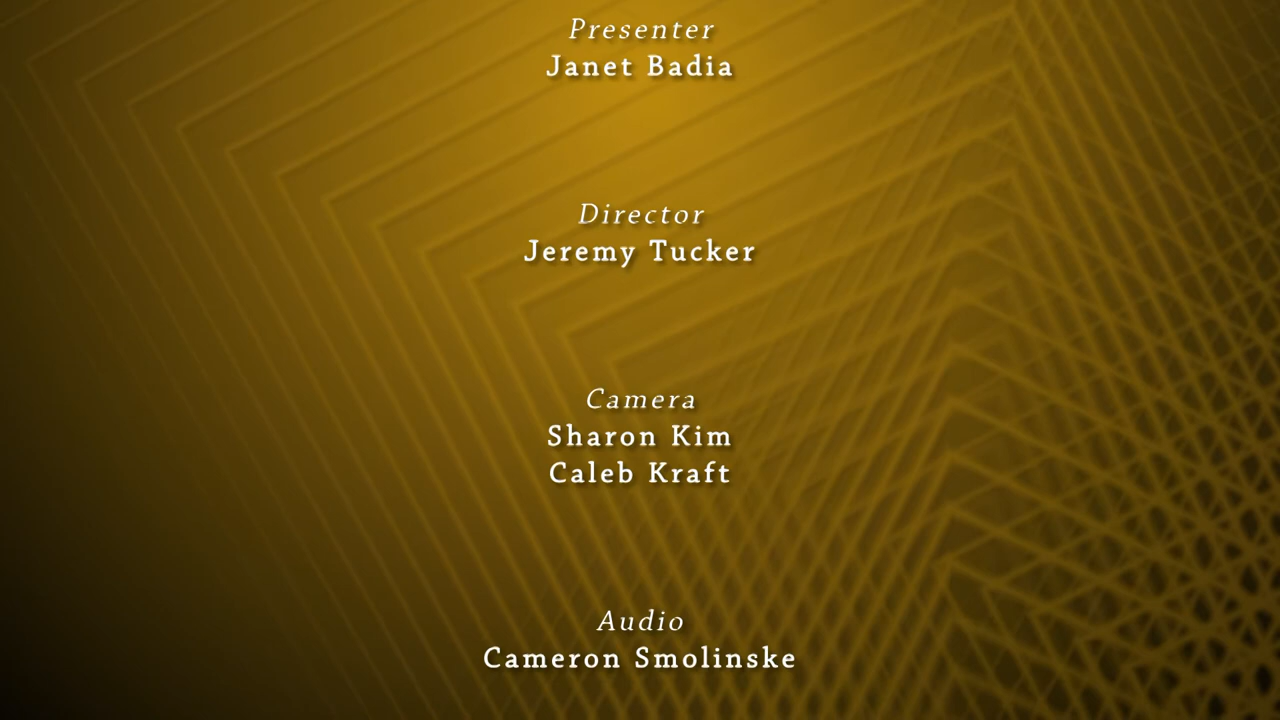 Presenter
Janet Badia
Director
Jeremy Tucker
Camera
Sharon Kim
Caleb Kraft
Audio
Cameron Smolinske